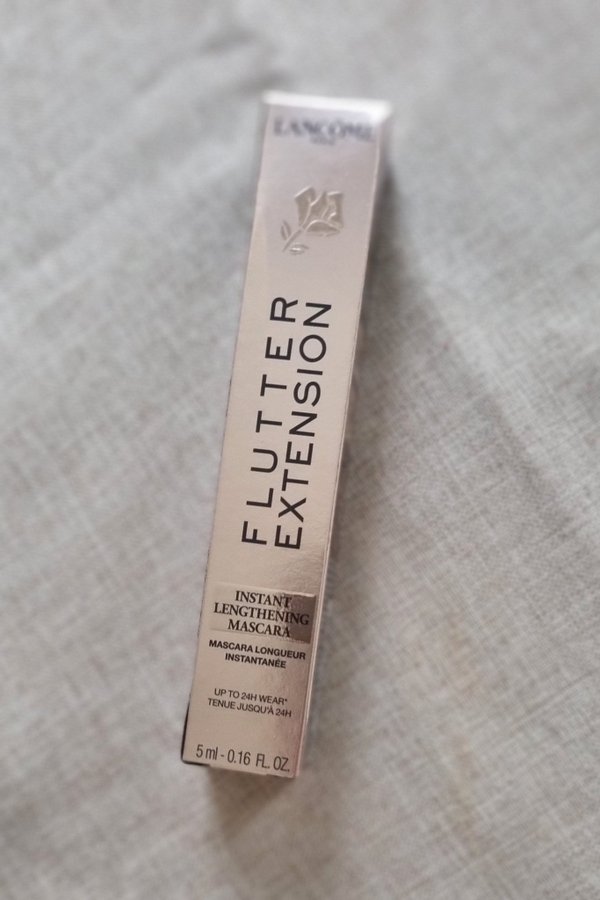 LANCÔME
FLUTTER
EXTENSION
INSTANT
LENGTHENING
MASCARA
MASCARA LONGUEUR
INSTANTANÉE
UP TO 24H WEAR*
TENUE JUSQU'À 24H
5 ml - 0.16 FL. OZ.